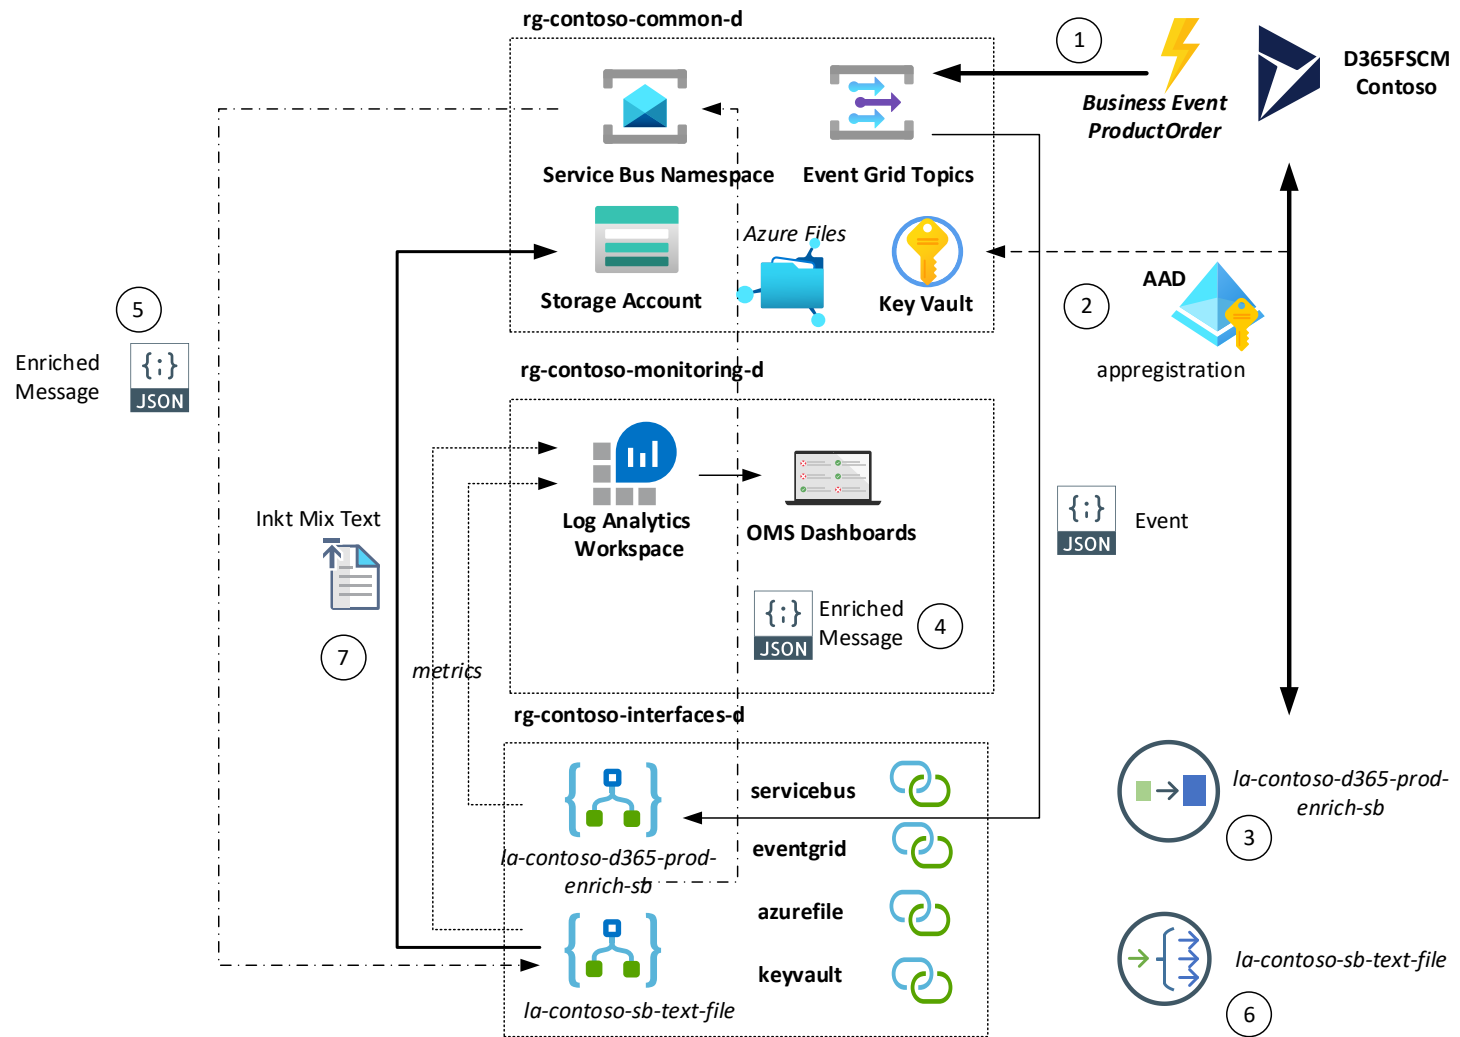 rg-contoso-common-d
1
D365FSCM
Contoso
Business Event
ProductOrder
Service Bus Namespace
Event Grid Topics
Azure Files
Storage Account
Key Vault
AAD
2
appregistration
5
Enriched
Message
{;}
JSON
rg-contoso-monitoring-d
Log Analytics
Workspace
OMS Dashboards
Inkt Mix Text
7
metrics
{;}
JSON
Event
{;}
JSON
Enriched
Message
4
rg-contoso-interfaces-d
la-contoso-d365-prod-
enrich-sb
la-contoso-sb-text-file
servicebus
eventgrid
azurefile
keyvault
la-contoso-d365-prod-
enrich-sb
3
la-contoso-sb-text-file
6